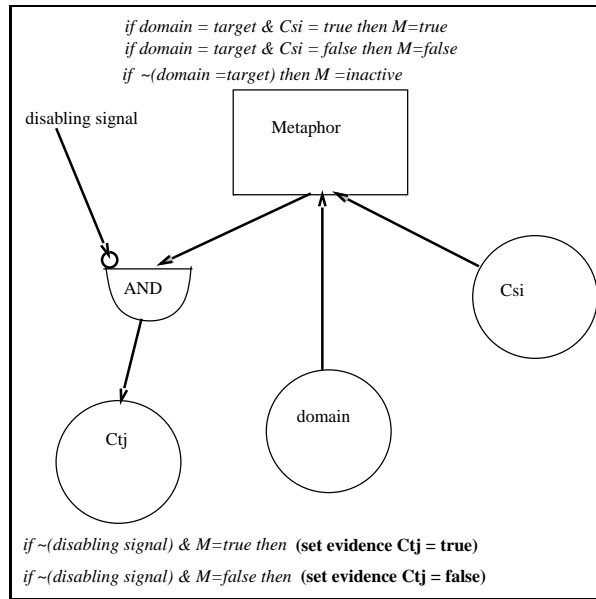 if domain = target & Csi = true then M=true
if domain = target & Csi = false then M=false
if ~(domain =target) then M =inactive
disabling signal
Metaphor
AND
Csi
domain
Ctj
if ~(disabling signal) & M=true then (set evidence Ctj = true)
if ~(disabling signal) & M=false then (set evidence Ctj = false)